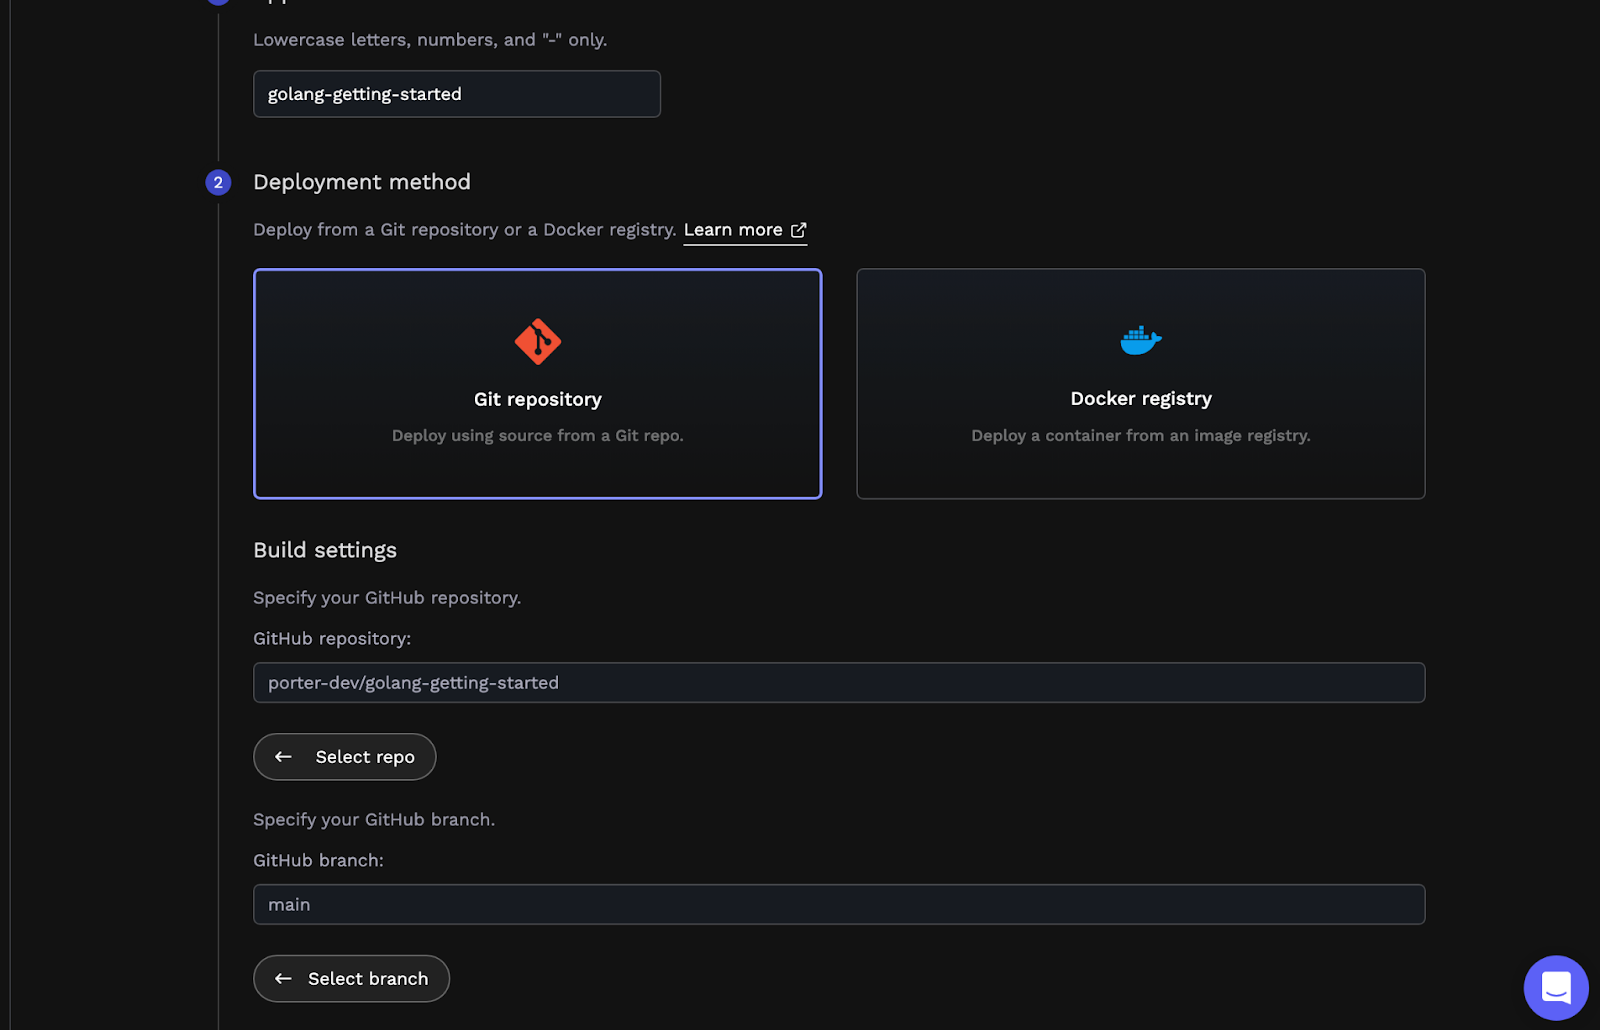 Lowercase letters, numbers, and "-" only.
golang-getting-started
2 Deployment method
Deploy from a Git repository or a Docker registry. Learn more
Git repository
Deploy using source from a Git repo.
Docker registry
Deploy a container from an image registry.
Build settings
Specify your GitHub repository.
GitHub repository:
porter-dev/golang-getting-started
← Select repo
Specify your GitHub branch.
GitHub branch:
main
← Select branch